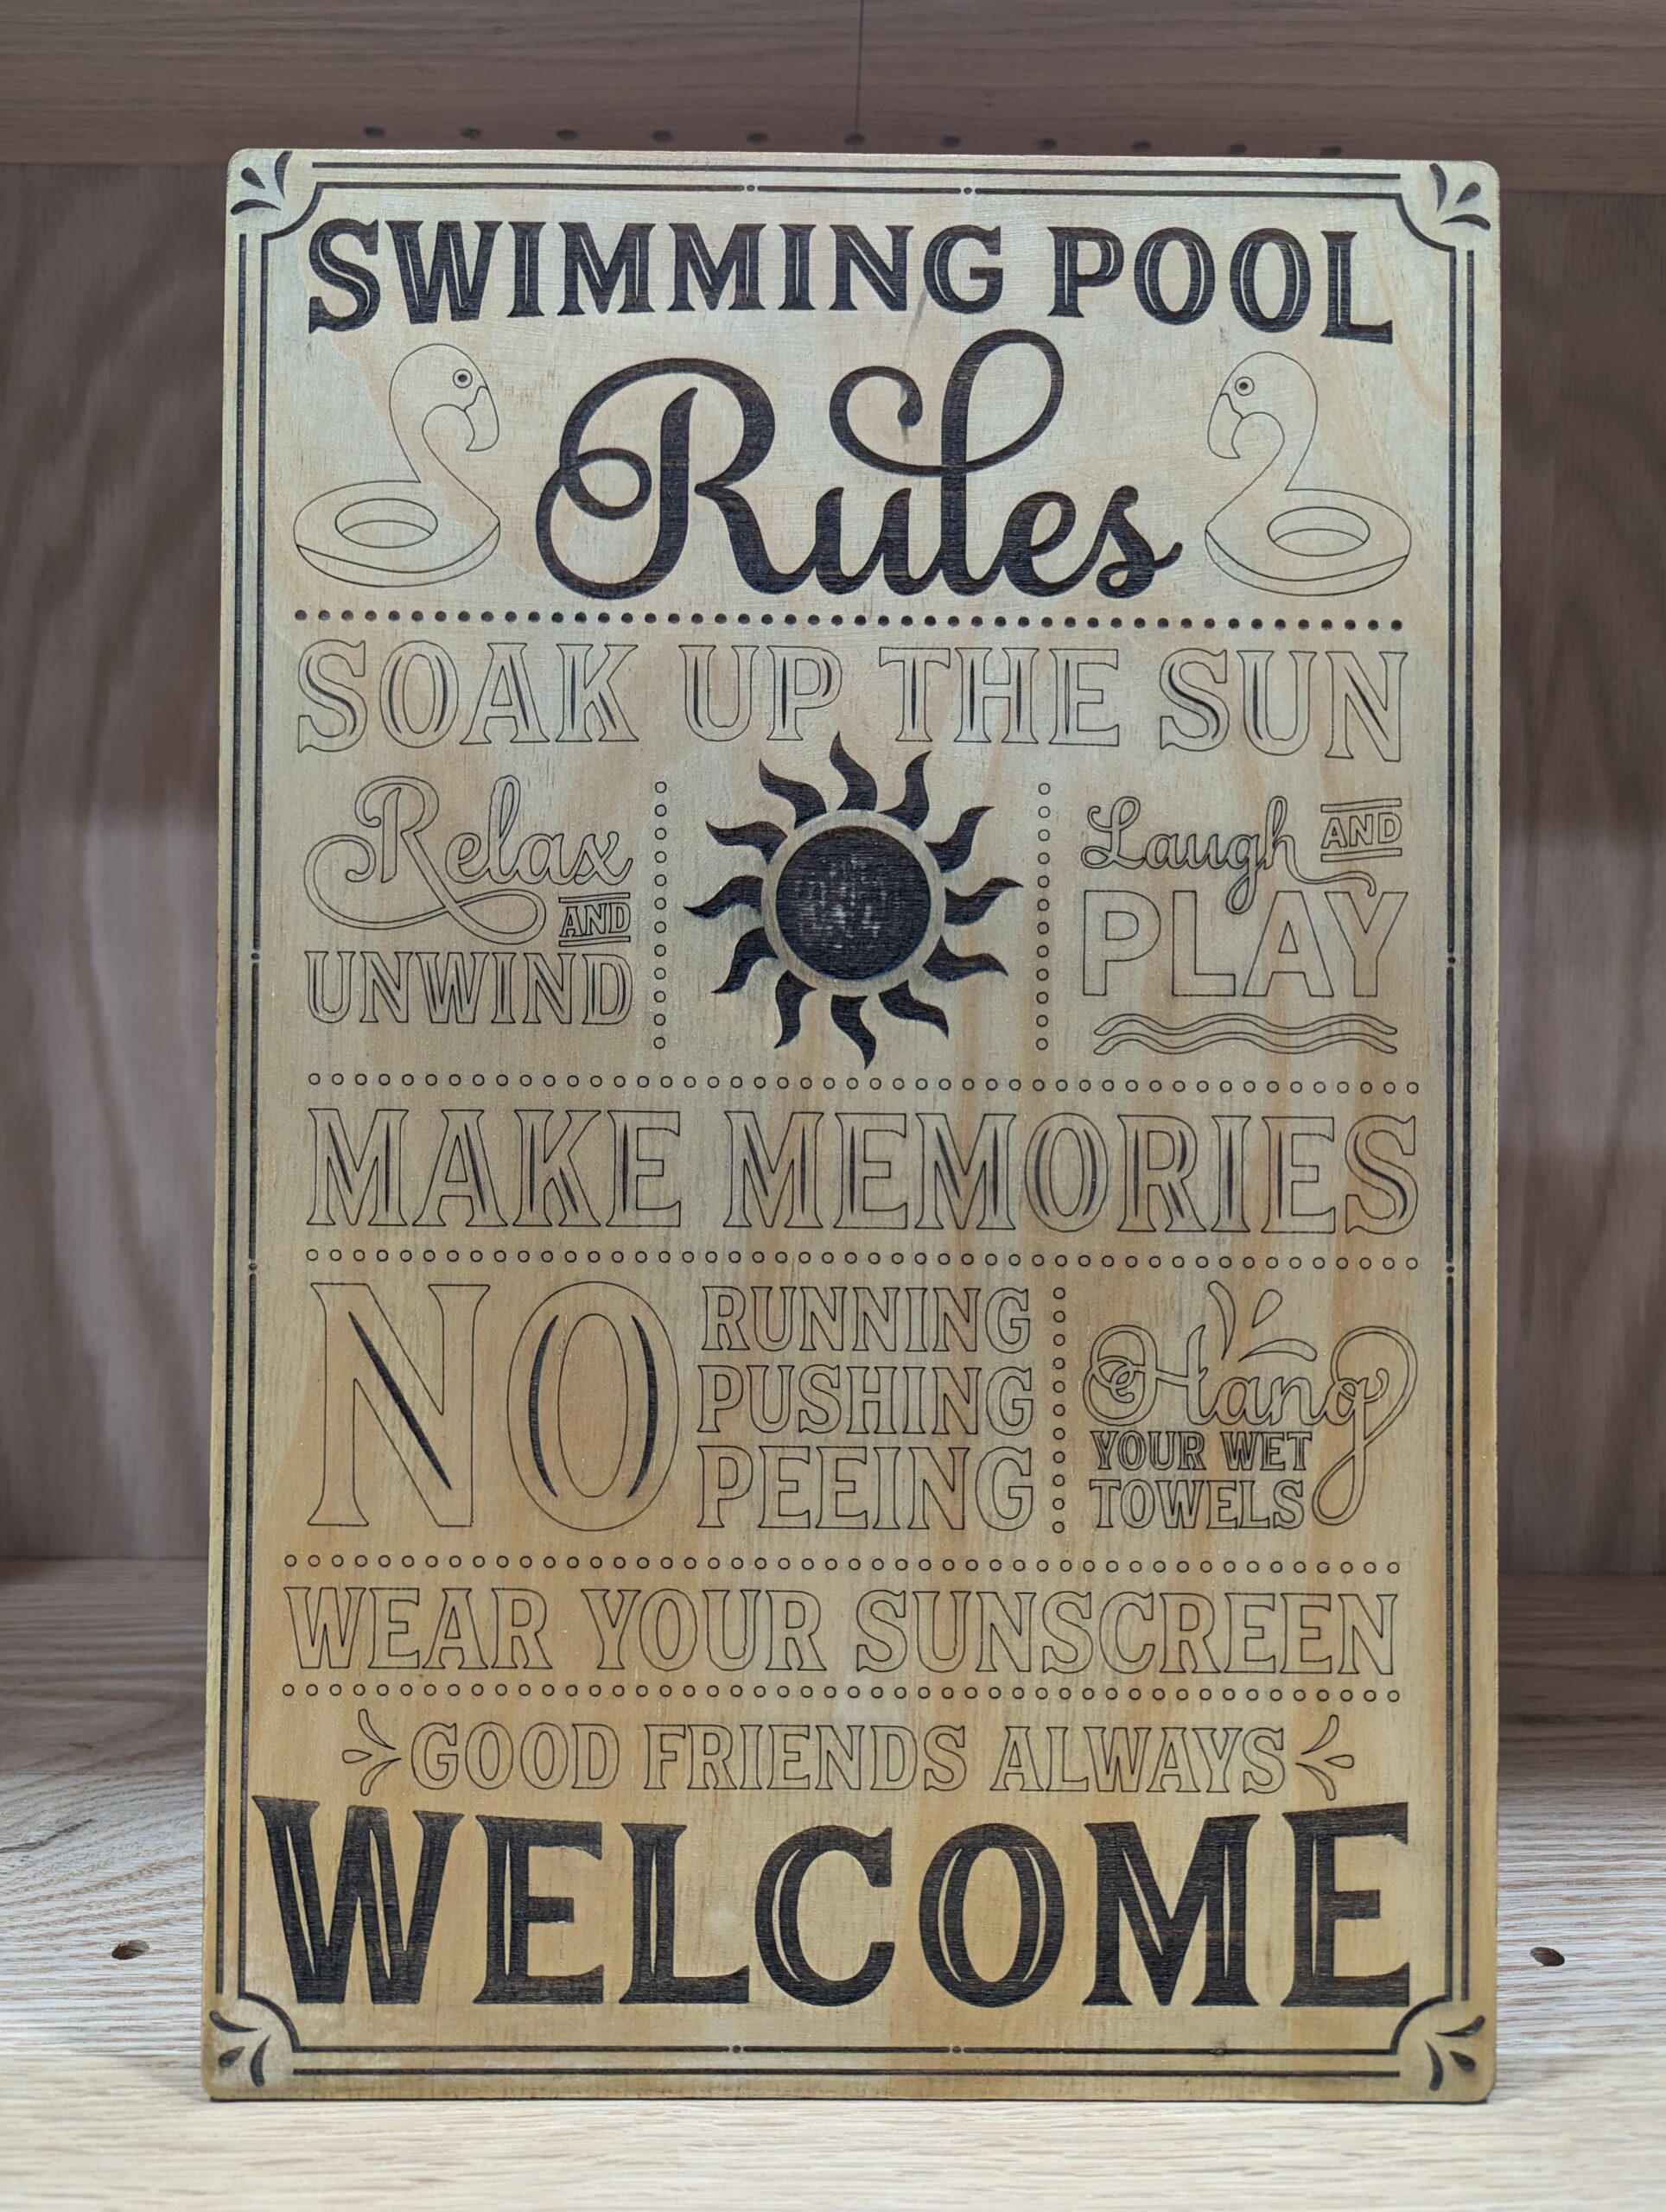 SWIMMING POOL
Rules
SOAK UP THE SUN
Relax
AND
UNWIND
Laugh AND
PLAY
MAKE MEMORIES
NO
RUNNING
PUSHING
PEEING
Hang
YOUR WET
TOWELS
WEAR YOUR SUNSCREEN
GOOD FRIENDS ALWAYS
WELCOME